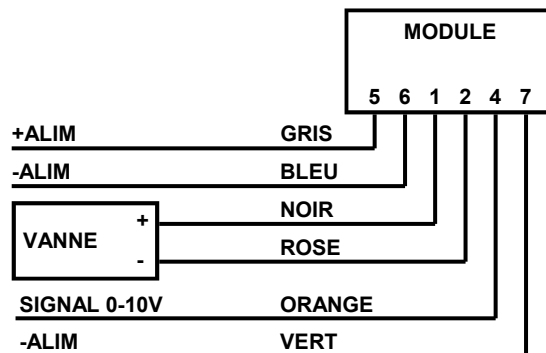 MODULE
5 6 1 2 4 7
+ALIM GRIS
-ALIM BLEU
NOIR
+
VANNE
ROSE
-
SIGNAL 0-10V ORANGE
-ALIM VERT